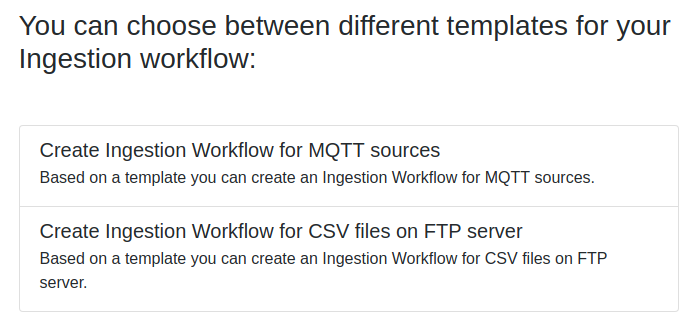 You can choose between different templates for your
Ingestion workflow:
Create Ingestion Workflow for MQTT sources
Based on a template you can create an Ingestion Workflow for MQTT sources.
Create Ingestion Workflow for CSV files on FTP server
Based on a template you can create an Ingestion Workflow for CSV files on FTP
server.